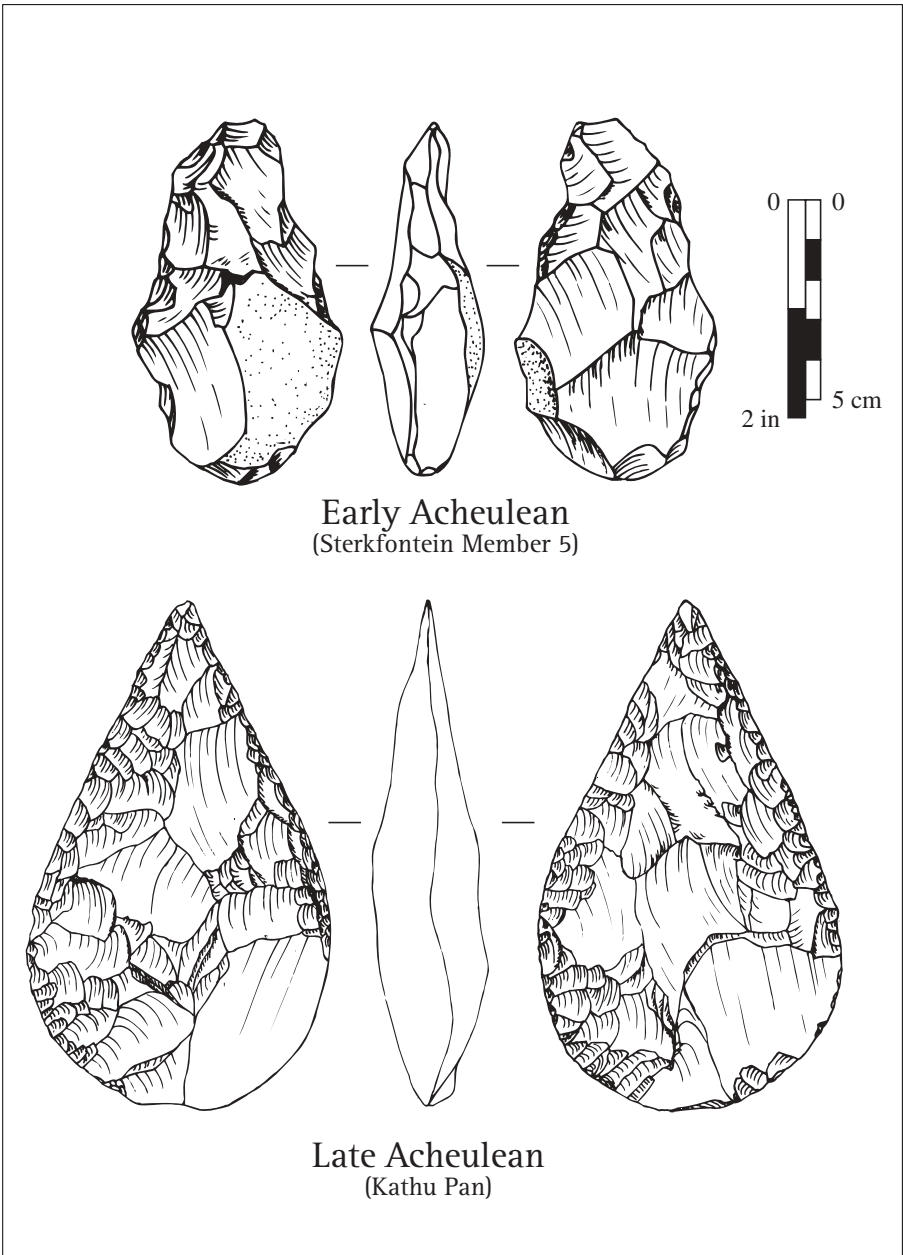 0 0
2 in 5 cm
Early Acheulean
(Sterkfontein Member 5)
Late Acheulean
(Kathu Pan)